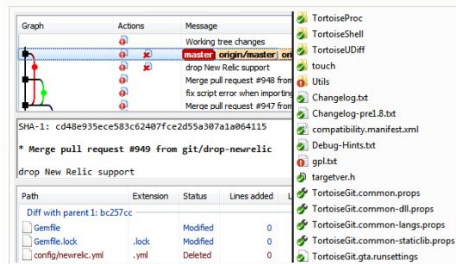 Graph Actions Message
Working tree changes
master origin/master ori
drop New Relic support
Merge pull request #948 from
fix script error when importing
Merge pull request #947 from
SHA-1: cd48e935ece583c62407fce2d55a307a1a064115
* Merge pull request #949 from git/drop-newrelic
drop New Relic support
Path Extension Status Lines added L
Diff with parent 1: bc257cc
Gemfile Modified 0
Gemfile.lock .lock Modified 0
config/newrelic.yml .yml Deleted 0
TortoiseProc
TortoiseShell
TortoiseUDiff
touch
Utils
Changelog.txt
Changelog-pre1.8.txt
compatibility.manifest.xml
Debug-Hints.txt
gpl.txt
targetver.h
TortoiseGit.common.props
TortoiseGit.common-dll.props
TortoiseGit.common-langs.props
TortoiseGit.common-staticlib.props
TortoiseGit.gta.runsettings